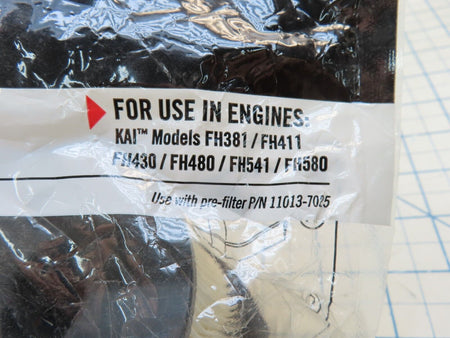 FOR USE IN ENGINES:
KAI™ Models FH381 / FH411
FH430 / FH480 / FH541 / FH580
Use with pre-filter P/N 11013-7025